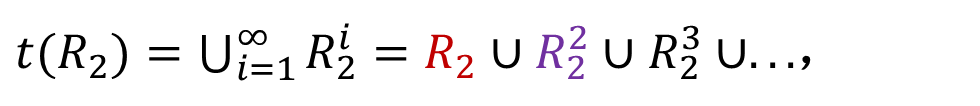 t(R₂) = ⋃ᵢ₌₁^∞ R₂ⁱ = R₂ ∪ R₂² ∪ R₂³ ∪…,